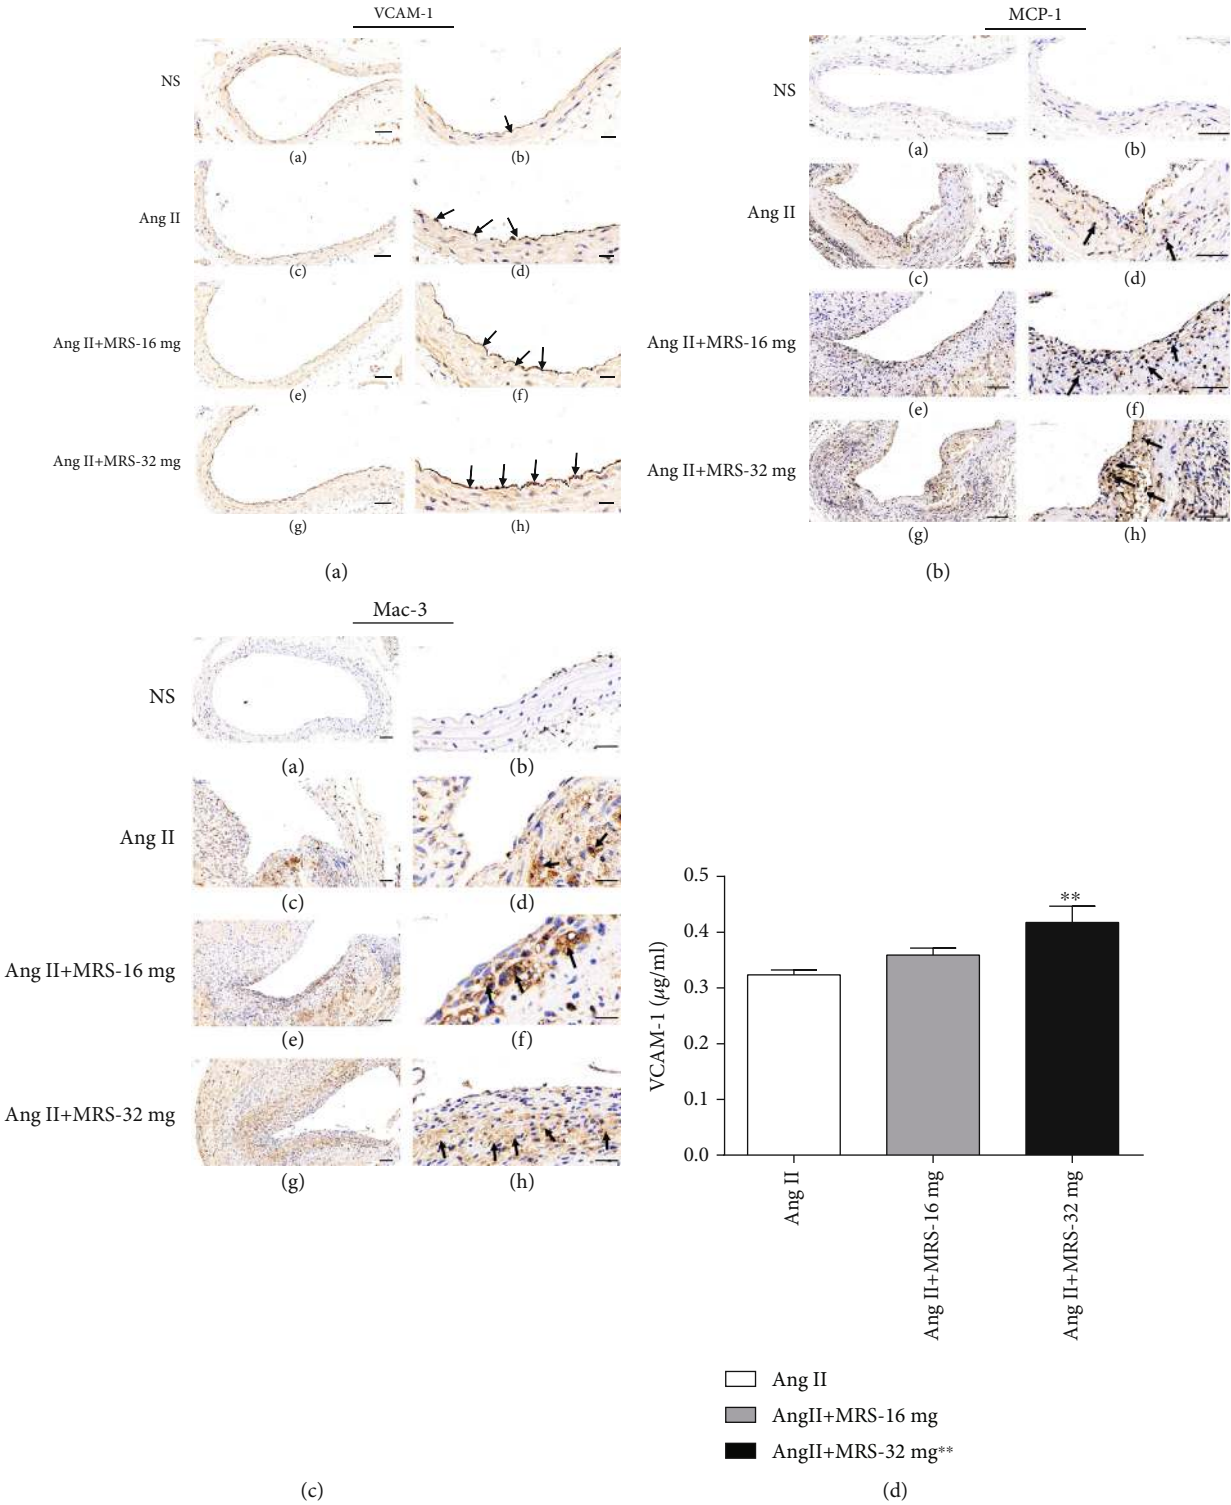 VCAM-1
NS
(a)
(b)
Ang II
(c)
(d)
Ang II+MRS-16 mg
(e)
(f)
Ang II+MRS-32 mg
(g)
(h)
(a)
MCP-1
NS
(a)
(b)
Ang II
(c)
(d)
Ang II+MRS-16 mg
(e)
(f)
Ang II+MRS-32 mg
(g)
(h)
(b)
Mac-3
NS
(a)
(b)
Ang II
(c)
(d)
Ang II+MRS-16 mg
(e)
(f)
Ang II+MRS-32 mg
(g)
(h)
(c)
VCAM-1 (μg/ml)
0.5
0.4
0.3
0.2
0.1
0.0
**
Ang II
Ang II+MRS-16 mg
Ang II+MRS-32 mg
Ang II
AngII+MRS-16 mg
AngII+MRS-32 mg**
(d)